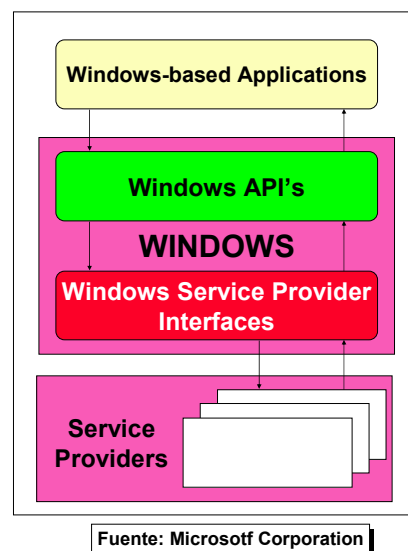 Windows-based Applications
Windows API's
WINDOWS
Windows Service Provider
Interfaces
Service
Providers
Fuente: Microsotf Corporation